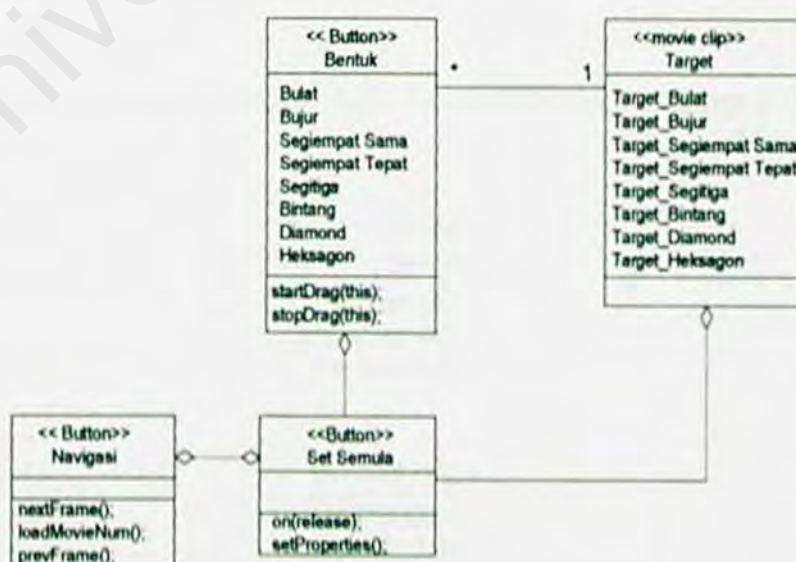 << Button>>
Bentuk
Bulat
Bujur
Segiempat Sama
Segiempat Tepat
Segitiga
Bintang
Diamond
Heksagon
startDrag(this);
stopDrag(this);
*
1
<<movie clip>>
Target
Target_Bulat
Target_Bujur
Target_Segiempat Sama
Target_Segiempat Tepat
Target_Segitiga
Target_Bintang
Target_Diamond
Target_Heksagon
<< Button>>
Navigasi
nextFrame();
loadMovieNum();
prevFrame();
<<Button>>
Set Semula
on(release);
setProperties();